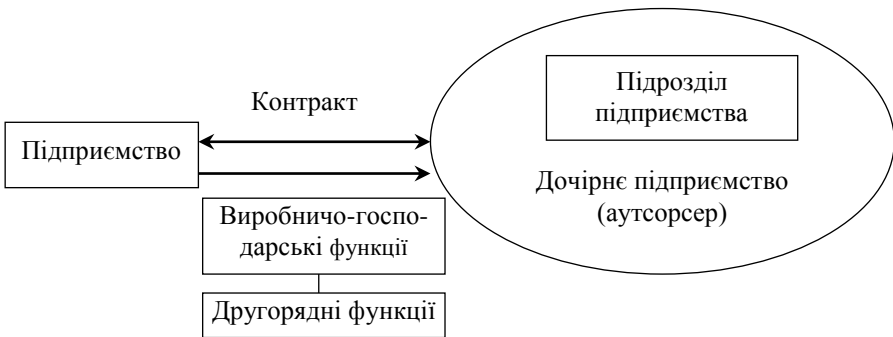 Контракт
Підприємство
Підрозділ
підприємства
Дочірнє підприємство
(аутсорсер)
Виробничо-госпо-
дарські функції
Другорядні функції